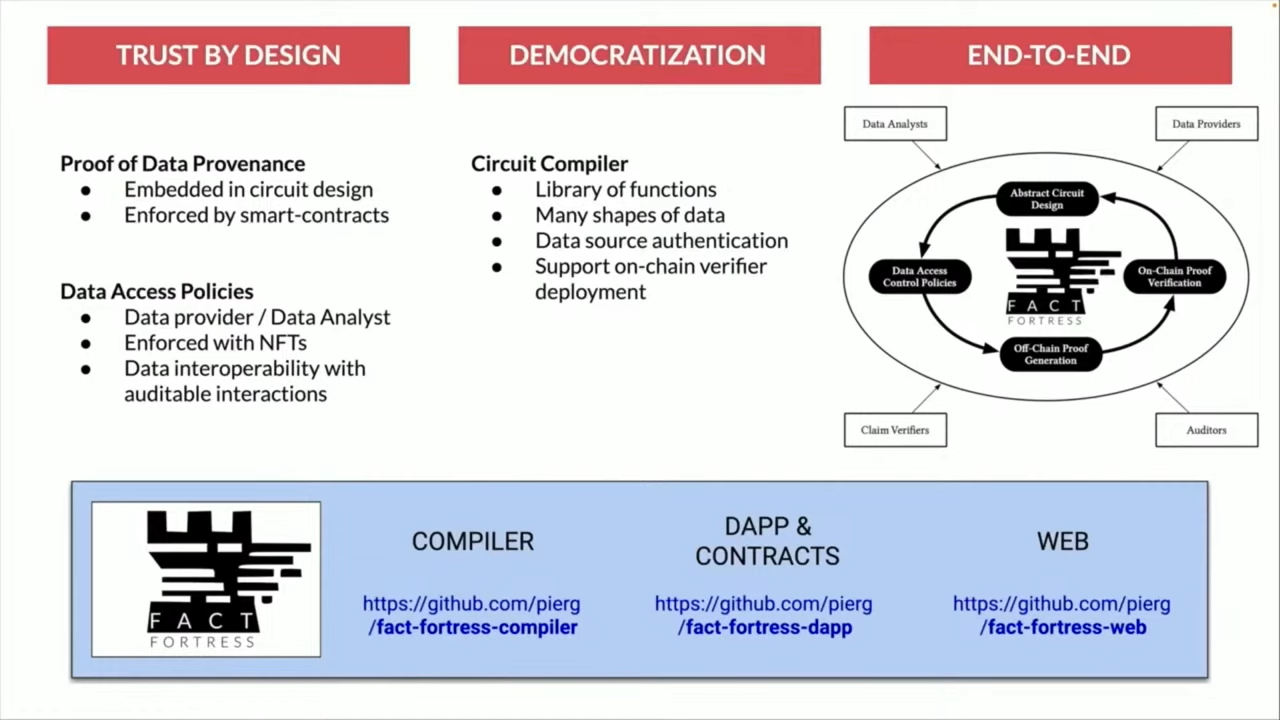 TRUST BY DESIGN
Proof of Data Provenance
● Embedded in circuit design
● Enforced by smart-contracts
Data Access Policies
● Data provider / Data Analyst
● Enforced with NFTs
● Data interoperability with
auditable interactions
DEMOCRATIZATION
Circuit Compiler
● Library of functions
● Many shapes of data
● Data source authentication
● Support on-chain verifier
deployment
END-TO-END
Data Analysts
Data Providers
Abstract Circuit
Design
Data Access
Control Policies
On-Chain Proof
Verification
FACT
FORTRESS
Off-Chain Proof
Generation
Claim Verifiers
Auditors
FACT
FORTRESS
COMPILER
https://github.com/pierg
/fact-fortress-compiler
DAPP &
CONTRACTS
https://github.com/pierg
/fact-fortress-dapp
WEB
https://github.com/pierg
/fact-fortress-web